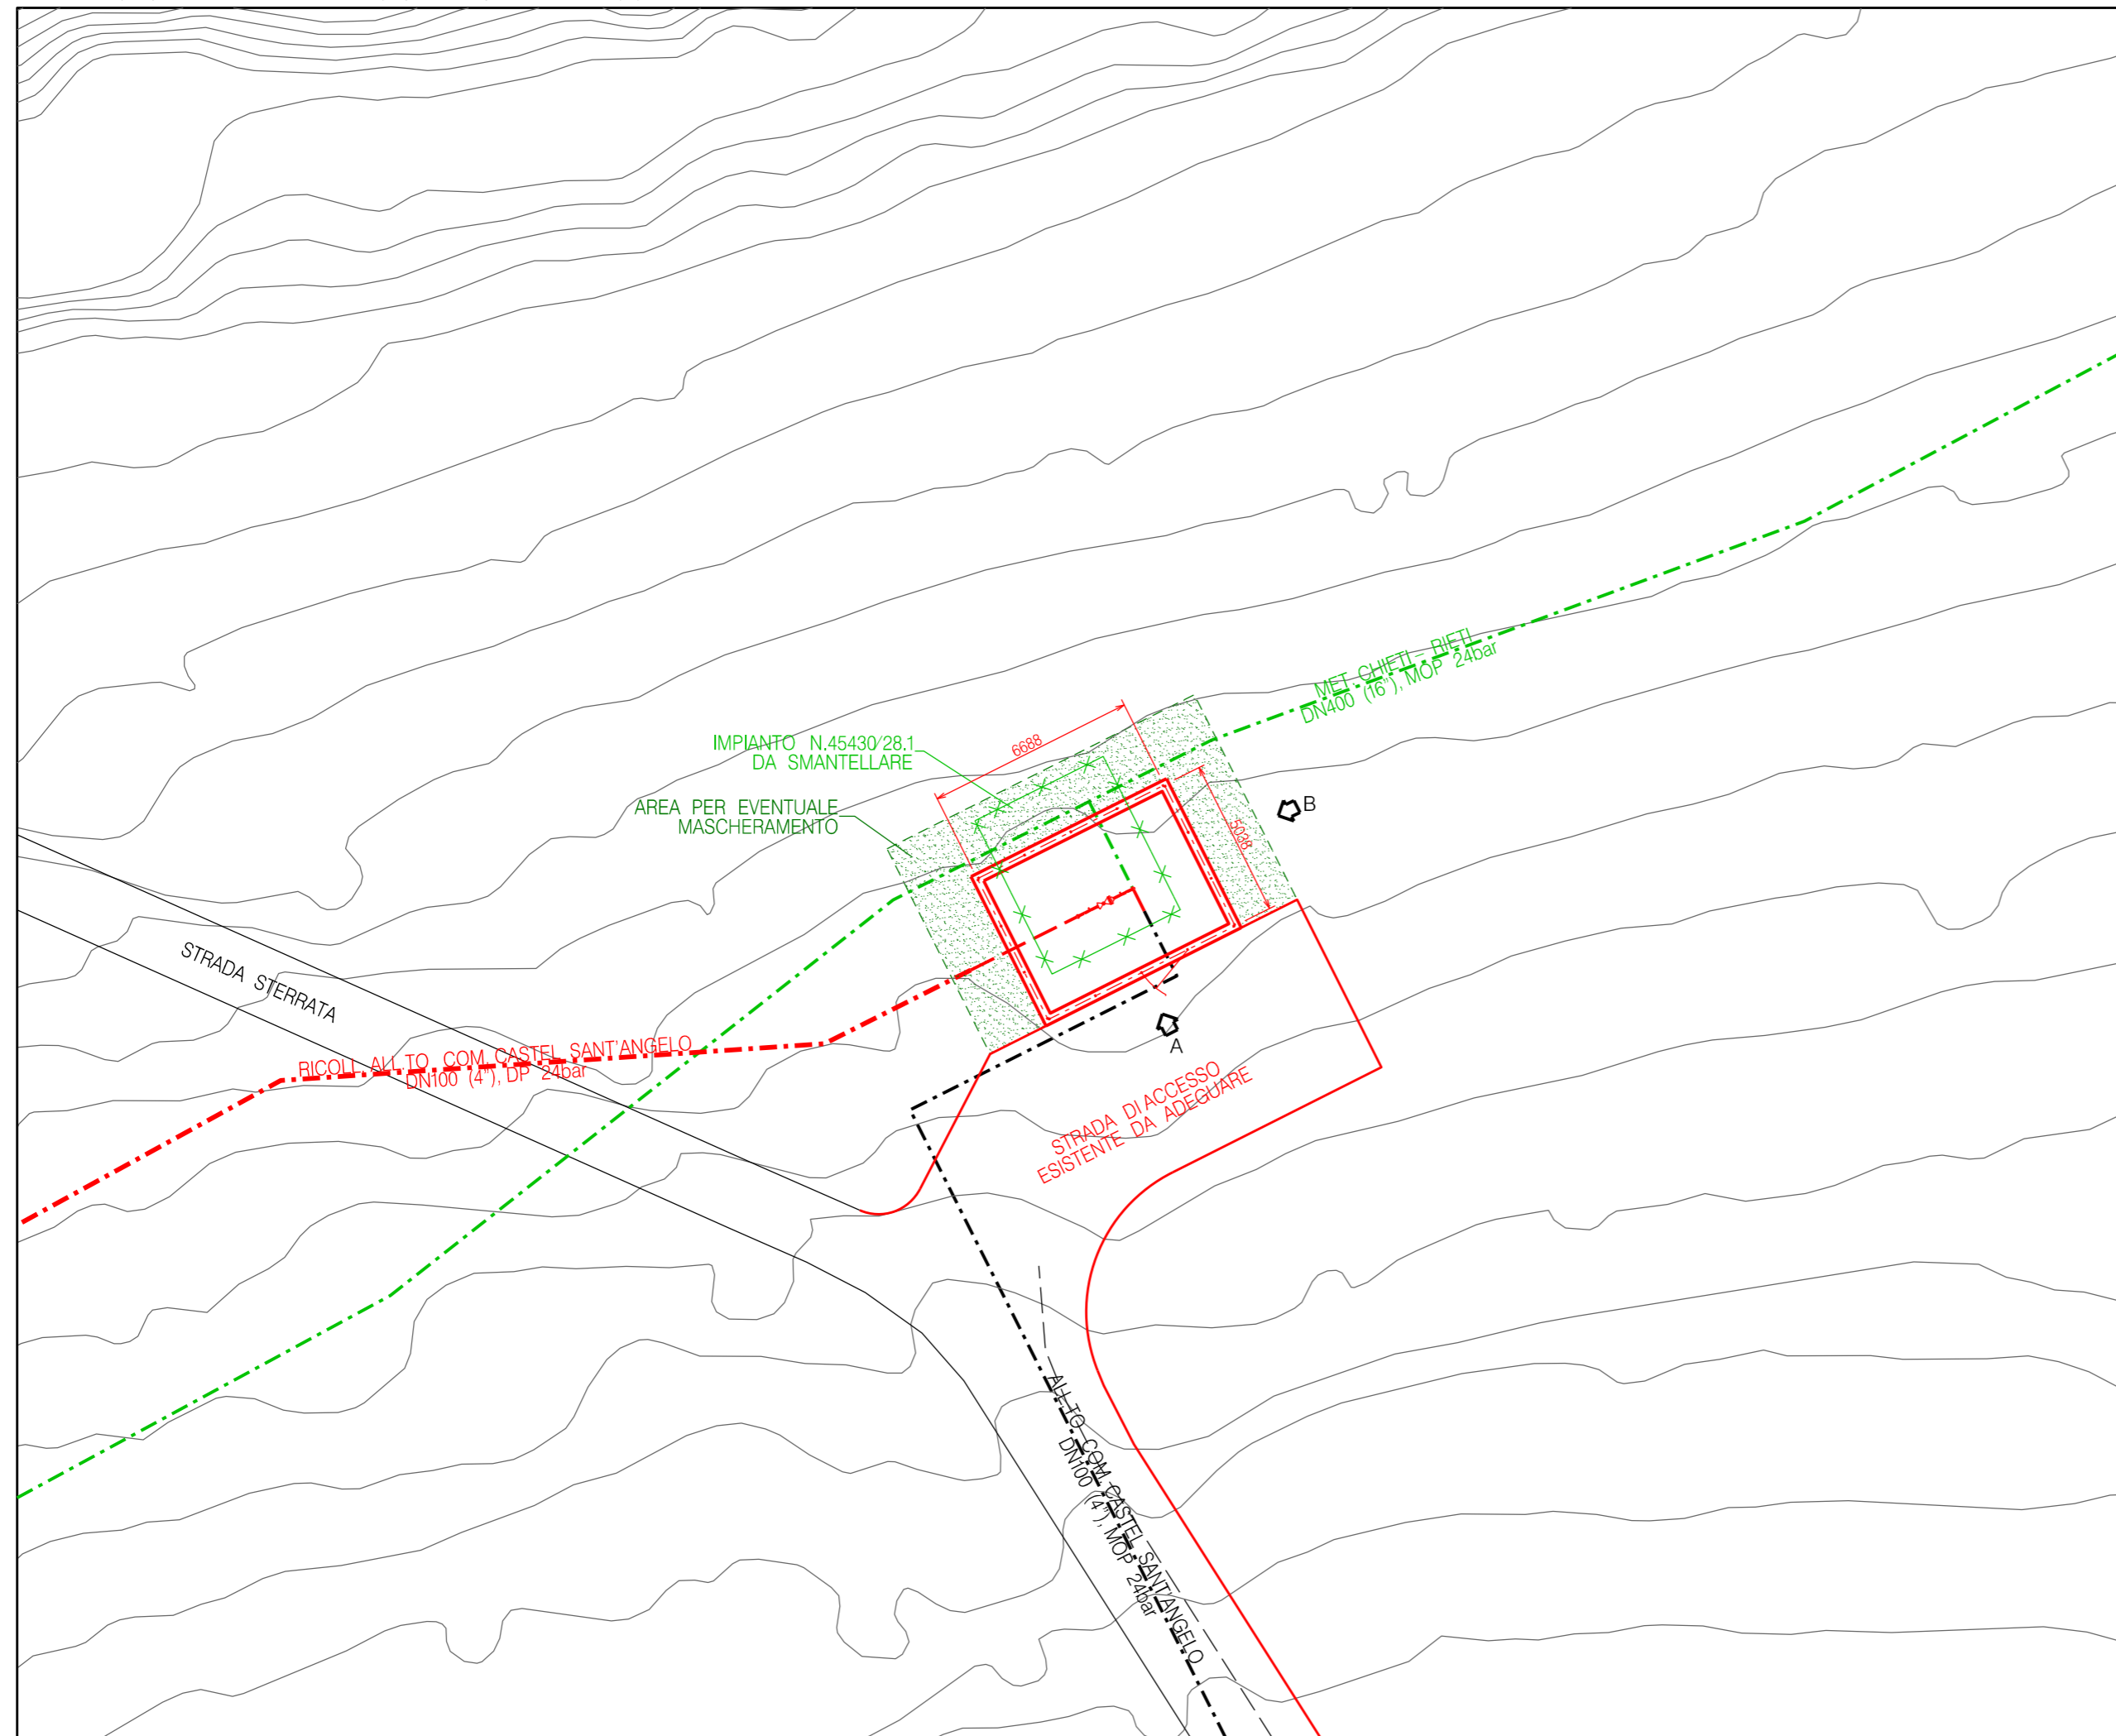 MET. CHIETI - RIETI
DN400 (16"), MOP 24bar
6688
IMPIANTO N.45430/28.1
DA SMANTELLARE
AREA PER EVENTUALE
MASCHERAMENTO
5038
B
STRADA STERRATA
RICOLL. ALL.TO COM. CASTEL SANT'ANGELO
DN100 (4"), DP 24bar
A
STRADA DI ACCESSO
ESISTENTE DA ADEGUARE
ALL.TO COM. CASTEL SANT'ANGELO
DN100 (4"), MOP 24bar